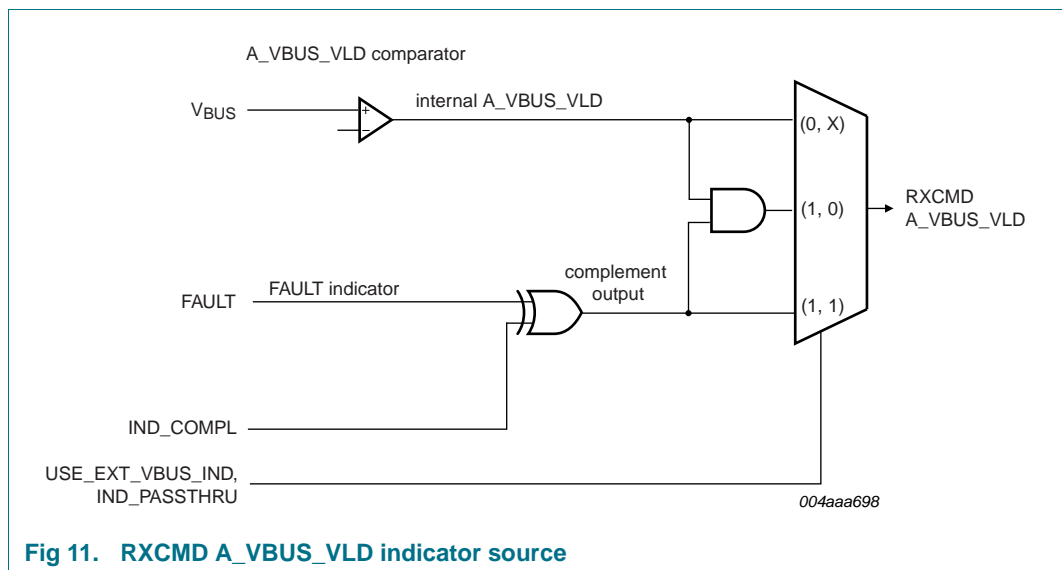 A_VBUS_VLD comparator
VBUS
+
−
internal A_VBUS_VLD
(0, X)
(1, 0)
RXCMD
A_VBUS_VLD
FAULT
FAULT indicator
complement
output
(1, 1)
IND_COMPL
USE_EXT_VBUS_IND,
IND_PASSTHRU
004aaa698
Fig 11. RXCMD A_VBUS_VLD indicator source